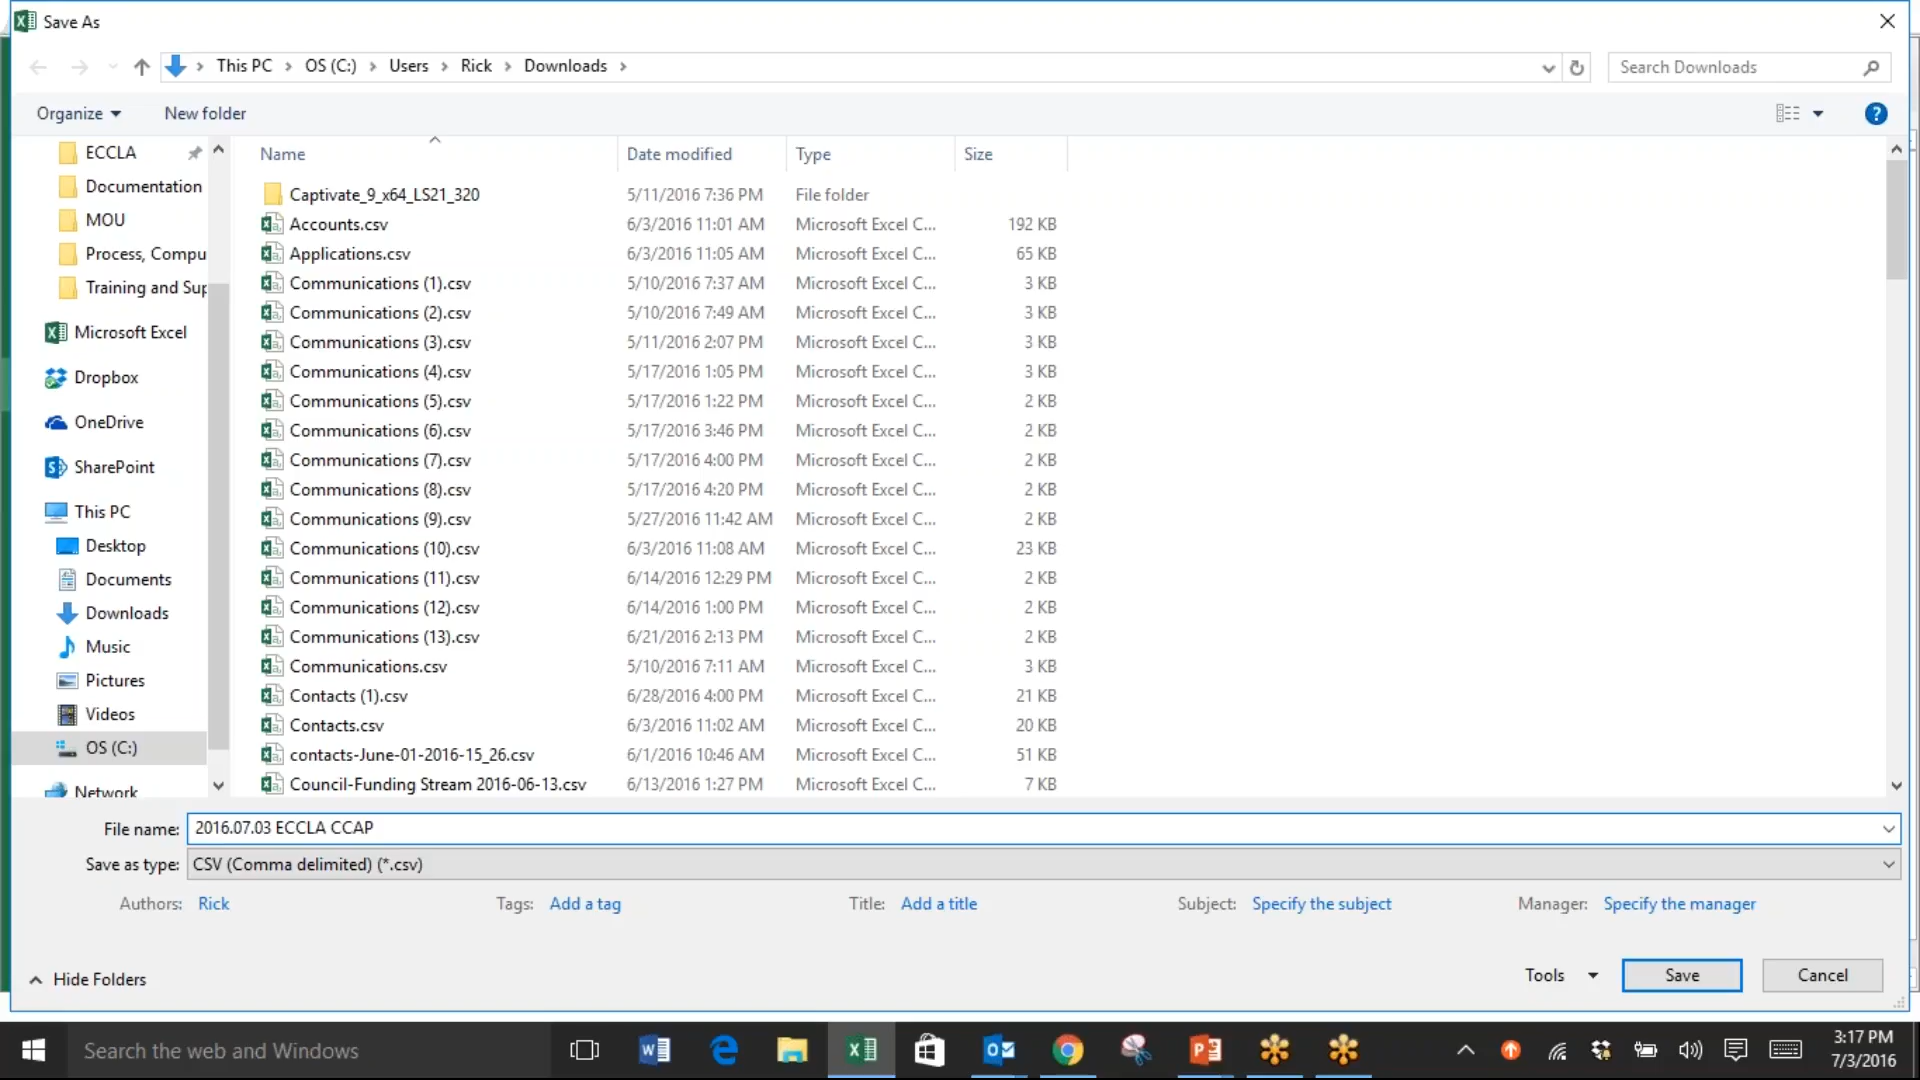 Save As
This PC > OS (C:) > Users > Rick > Downloads >
Search Downloads
Organize
New folder
ECCLA
Documentation
MOU
Process, Compu
Training and Sup
Microsoft Excel
Dropbox
OneDrive
SharePoint
This PC
Desktop
Documents
Downloads
Music
Pictures
Videos
OS (C:)
Network
Name Date modified Type Size
Captivate_9_x64_LS21_320 5/11/2016 7:36 PM File folder
Accounts.csv 6/3/2016 11:01 AM Microsoft Excel C... 192 KB
Applications.csv 6/3/2016 11:05 AM Microsoft Excel C... 65 KB
Communications (1).csv 5/10/2016 7:37 AM Microsoft Excel C... 3 KB
Communications (2).csv 5/10/2016 7:49 AM Microsoft Excel C... 3 KB
Communications (3).csv 5/11/2016 2:07 PM Microsoft Excel C... 3 KB
Communications (4).csv 5/17/2016 1:05 PM Microsoft Excel C... 3 KB
Communications (5).csv 5/17/2016 1:22 PM Microsoft Excel C... 2 KB
Communications (6).csv 5/17/2016 3:46 PM Microsoft Excel C... 2 KB
Communications (7).csv 5/17/2016 4:00 PM Microsoft Excel C... 2 KB
Communications (8).csv 5/17/2016 4:20 PM Microsoft Excel C... 2 KB
Communications (9).csv 5/27/2016 11:42 AM Microsoft Excel C... 2 KB
Communications (10).csv 6/3/2016 11:08 AM Microsoft Excel C... 23 KB
Communications (11).csv 6/14/2016 12:29 PM Microsoft Excel C... 2 KB
Communications (12).csv 6/14/2016 1:00 PM Microsoft Excel C... 2 KB
Communications (13).csv 6/21/2016 2:13 PM Microsoft Excel C... 2 KB
Communications.csv 5/10/2016 7:11 AM Microsoft Excel C... 3 KB
Contacts (1).csv 6/28/2016 4:00 PM Microsoft Excel C... 21 KB
Contacts.csv 6/3/2016 11:02 AM Microsoft Excel C... 20 KB
contacts-June-01-2016-15_26.csv 6/1/2016 10:46 AM Microsoft Excel C... 51 KB
Council-Funding Stream 2016-06-13.csv 6/13/2016 1:27 PM Microsoft Excel C... 7 KB
File name: 2016.07.03 ECCLA CCAP
Save as type: CSV (Comma delimited) (*.csv)
Authors: Rick Tags: Add a tag Title: Add a title Subject: Specify the subject Manager: Specify the manager
Hide Folders
Tools Save Cancel
Search the web and Windows
3:17 PM
7/3/2016